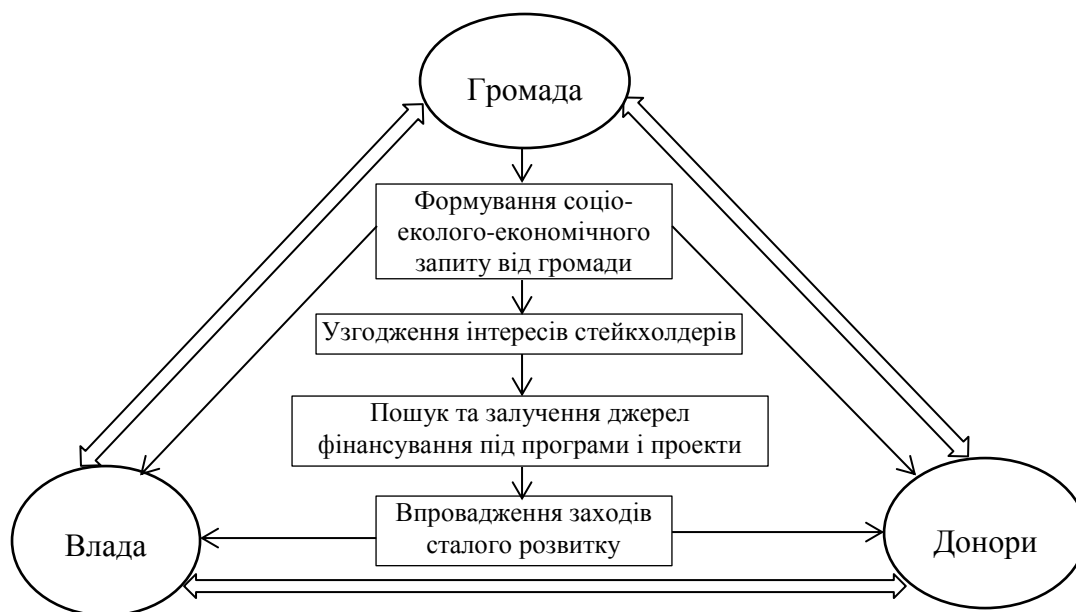 Громада
Формування соціо-
еколого-економічного
запиту від громади
Узгодження інтересів стейкхолдерів
Пошук та залучення джерел
фінансування під програми і проекти
Впровадження заходів
сталого розвитку
Влада
Донори